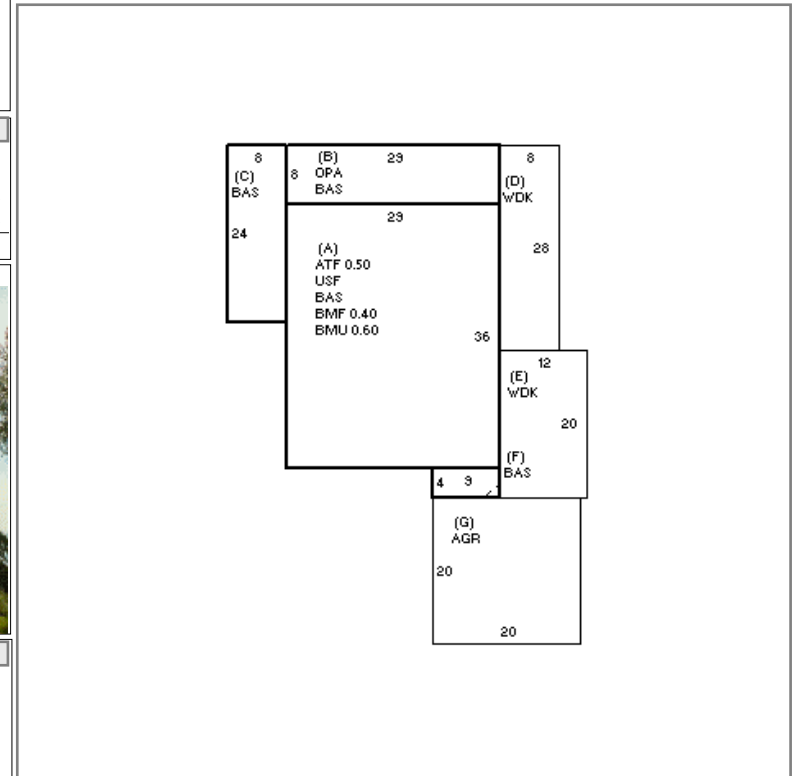 8
(C)
BAS
24
(B)
OPA
BAS
29
8
8
(D)
WDK
28
29
(A)
ATF 0.50
USF
BAS
BMF 0.40
BMU 0.60
36
12
(E)
WDK
20
(F)
BAS
4
9
(G)
AGR
20
20